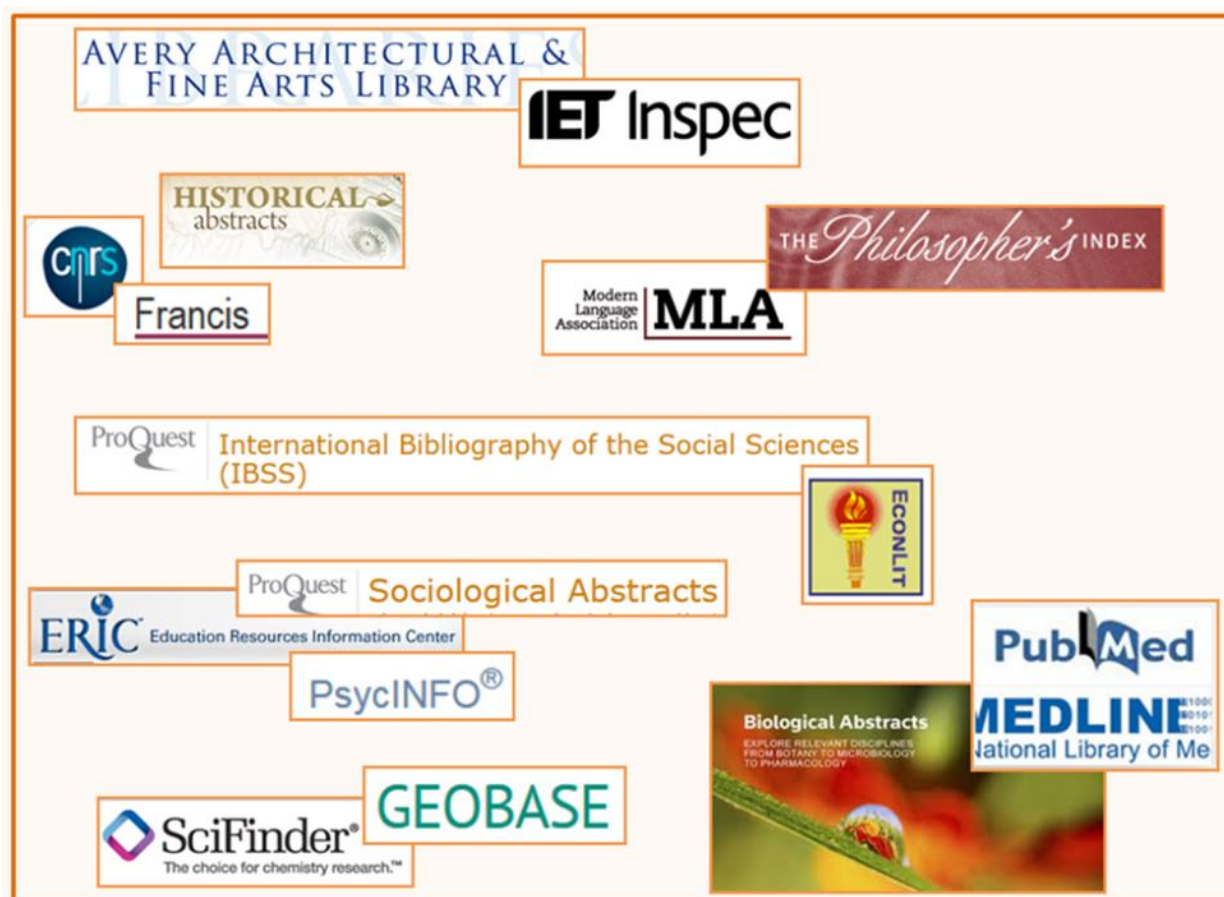 AVERY ARCHITECTURAL &
FINE ARTS LIBRARY
IET Inspec
HISTORICAL
abstracts
THE Philosopher's INDEX
cnrs
Francis
Modern
Language
Association
MLA
ProQuest
International Bibliography of the Social Sciences
(IBSS)
ECONLIT
ProQuest
Sociological Abstracts
ERIC Education Resources Information Center
PsycINFO®
PubMed
MEDLINE
National Library of Me
Biological Abstracts
EXPLORE RELEVANT DISCIPLINES
FROM BOTANY TO MICROBIOLOGY
TO PHARMACOLOGY
GEOBASE
SciFinder®
The choice for chemistry research.™